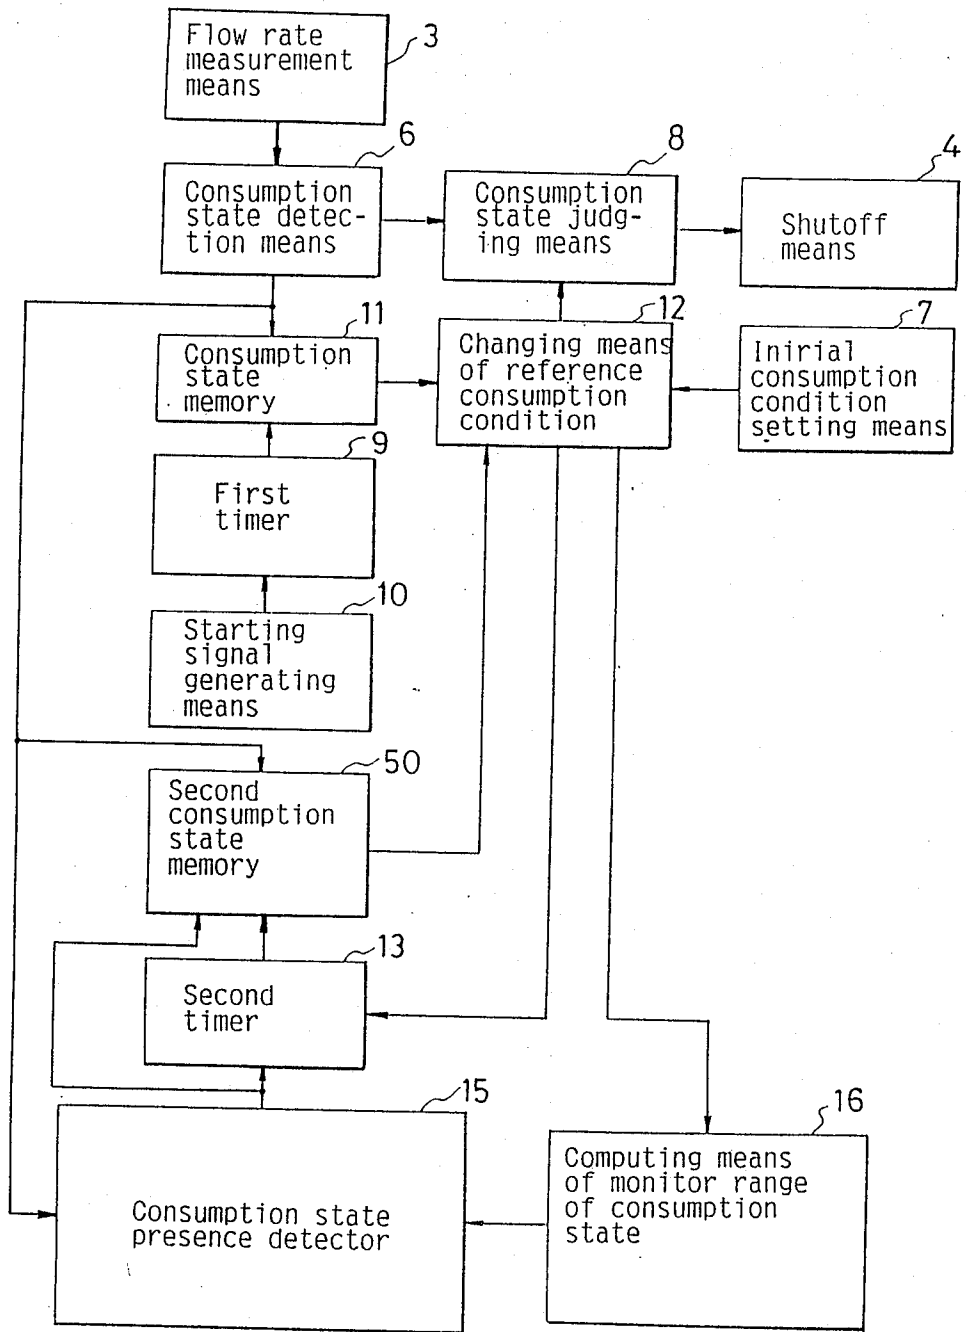 Flow rate
measurement
means
3
Consumption
state detec-
tion means
6
Consumption
state judg-
ing means
8
Shutoff
means
4
Consumption
state
memory
11
Changing means
of reference
consumption
condition
12
Inirial
consumption
condition
setting means
7
First
timer
9
Starting
signal
generating
means
10
Second
consumption
state
memory
50
Second
timer
13
Consumption state
presence detector
15
Computing means
of monitor range
of consumption
state
16